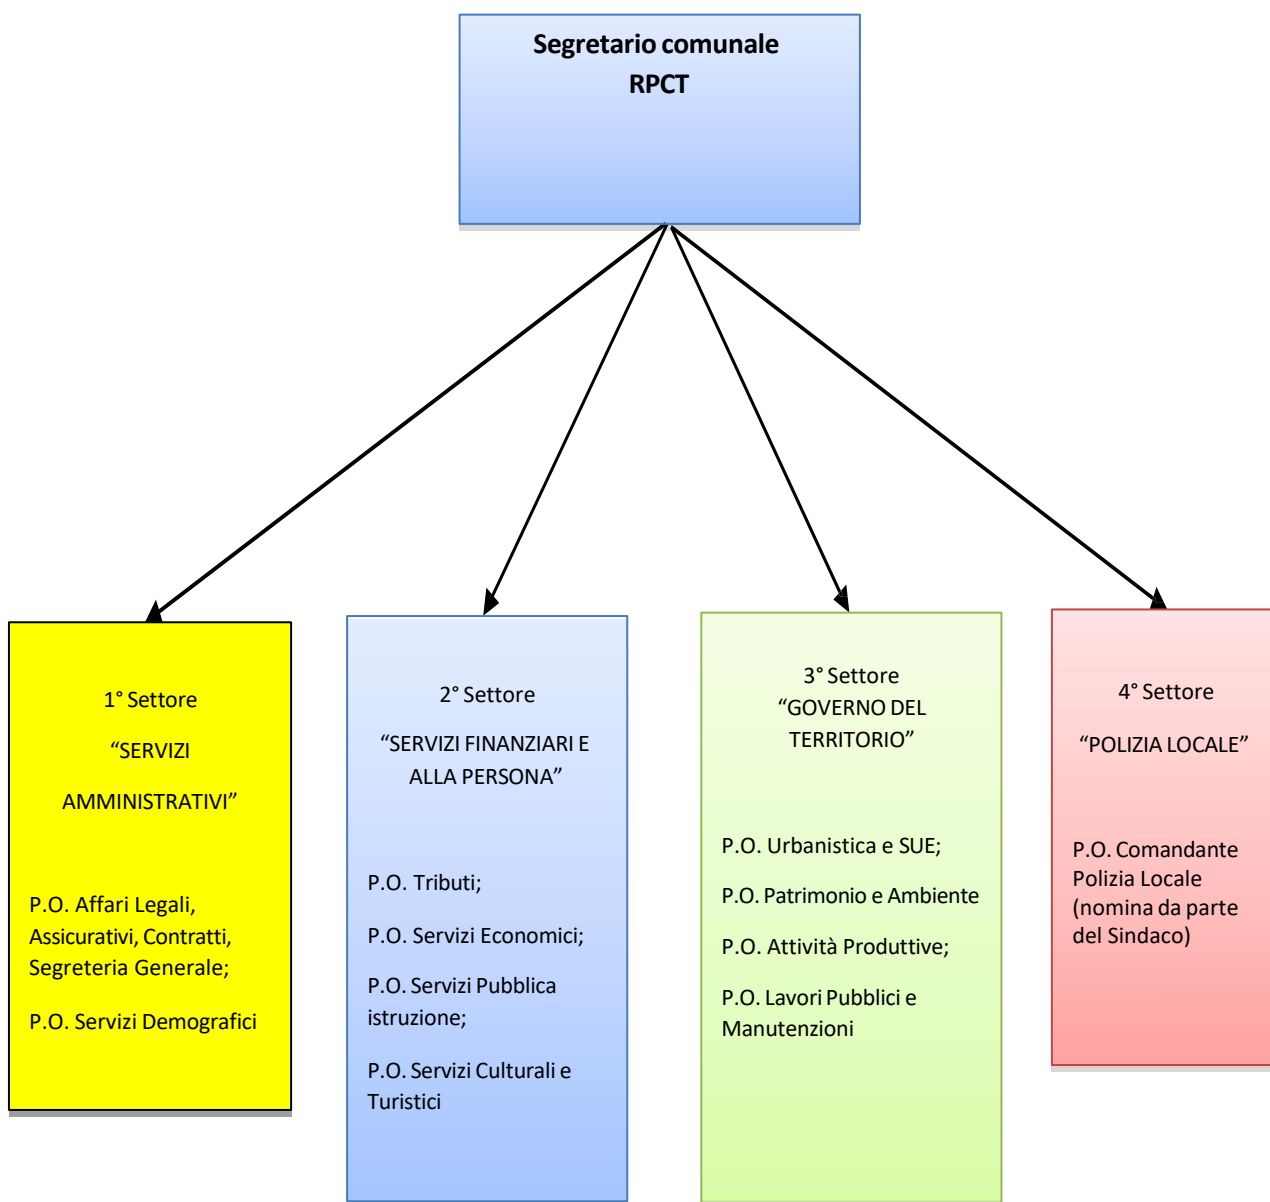 Segretario comunale
RPCT
1° Settore
“SERVIZI
AMMINISTRATIVI”
P.O. Affari Legali,
Assicurativi, Contratti,
Segreteria Generale;
P.O. Servizi Demografici
2° Settore
“SERVIZI FINANZIARI E
ALLA PERSONA”
P.O. Tributi;
P.O. Servizi Economici;
P.O. Servizi Pubblica
istruzione;
P.O. Servizi Culturali e
Turistici
3° Settore
“GOVERNO DEL
TERRITORIO”
P.O. Urbanistica e SUE;
P.O. Patrimonio e Ambiente
P.O. Attività Produttive;
P.O. Lavori Pubblici e
Manutenzioni
4° Settore
“POLIZIA LOCALE”
P.O. Comandante
Polizia Locale
(nomina da parte
del Sindaco)